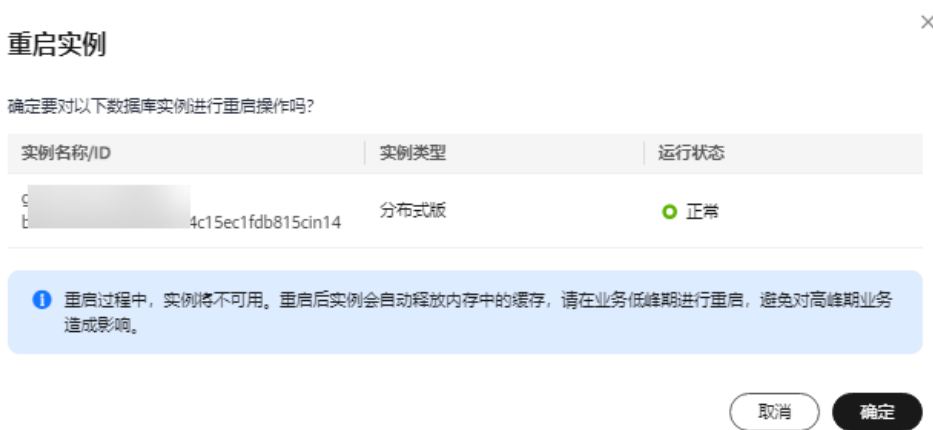 重启实例
确定要对以下数据库实例进行重启操作吗?
实例名称/ID 实例类型 运行状态
4c15ec1fdb815cin14 分布式版 正常
重启过程中，实例将不可用。重启后实例会自动释放内存中的缓存，请在业务低峰期进行重启，避免对高峰期业务
造成影响。
取消 确定